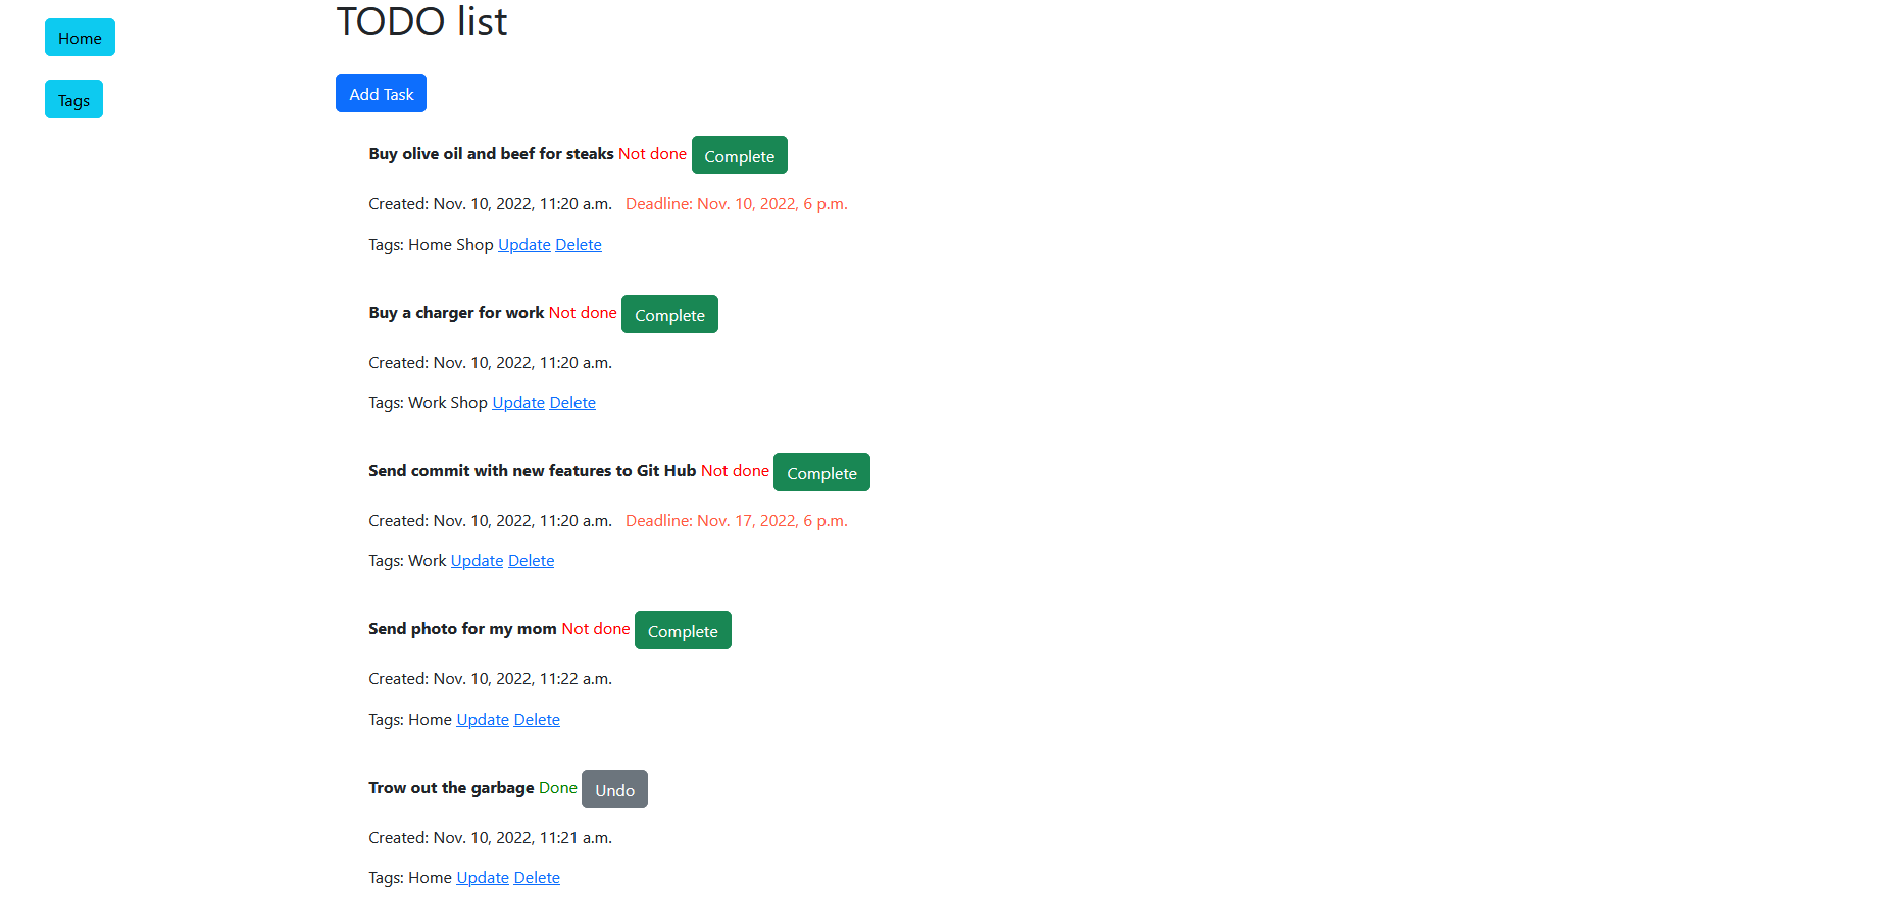 Home
Tags
TODO list
Add Task
Buy olive oil and beef for steaks Not done Complete
Created: Nov. 10, 2022, 11:20 a.m. Deadline: Nov. 10, 2022, 6 p.m.
Tags: Home Shop Update Delete
Buy a charger for work Not done Complete
Created: Nov. 10, 2022, 11:20 a.m.
Tags: Work Shop Update Delete
Send commit with new features to Git Hub Not done Complete
Created: Nov. 10, 2022, 11:20 a.m. Deadline: Nov. 17, 2022, 6 p.m.
Tags: Work Update Delete
Send photo for my mom Not done Complete
Created: Nov. 10, 2022, 11:22 a.m.
Tags: Home Update Delete
Trow out the garbage Done Undo
Created: Nov. 10, 2022, 11:21 a.m.
Tags: Home Update Delete